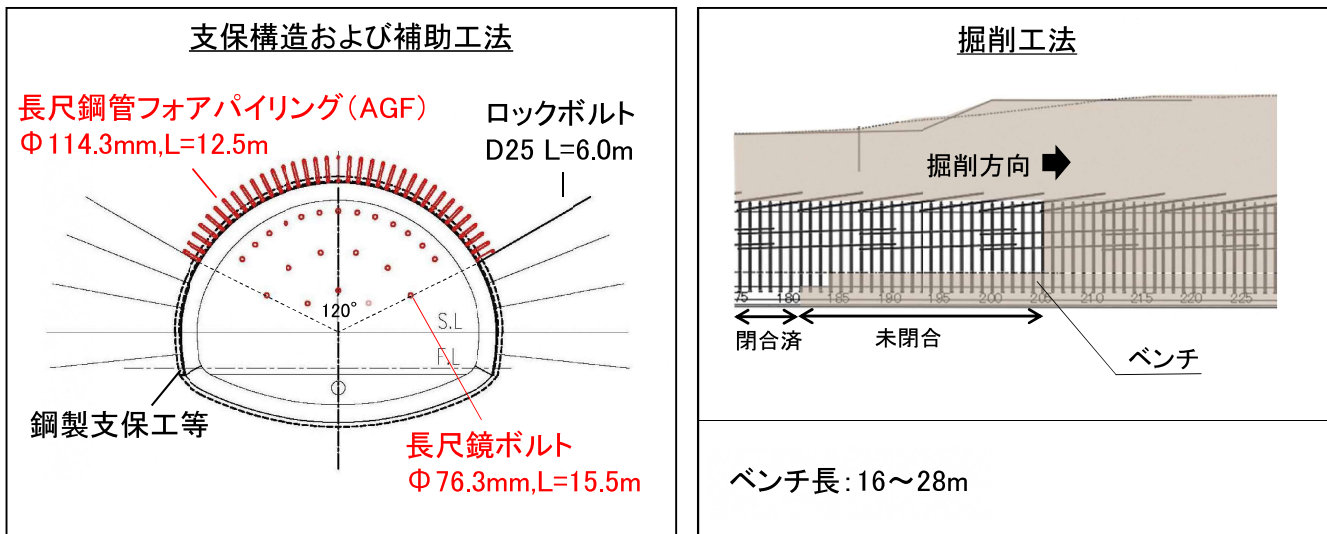 支保構造および補助工法
長尺鋼管フォアパイリング(AGF)
Φ114.3mm,L=12.5m
ロックボルト
D25 L=6.0m
120°
S.L
F.L
鋼製支保工等
長尺鏡ボルト
Φ76.3mm,L=15.5m
掘削工法
掘削方向
75 180 185 190 195 200 205 210 215 220 225
閉合済
未閉合
ベンチ
ベンチ長:16~28m